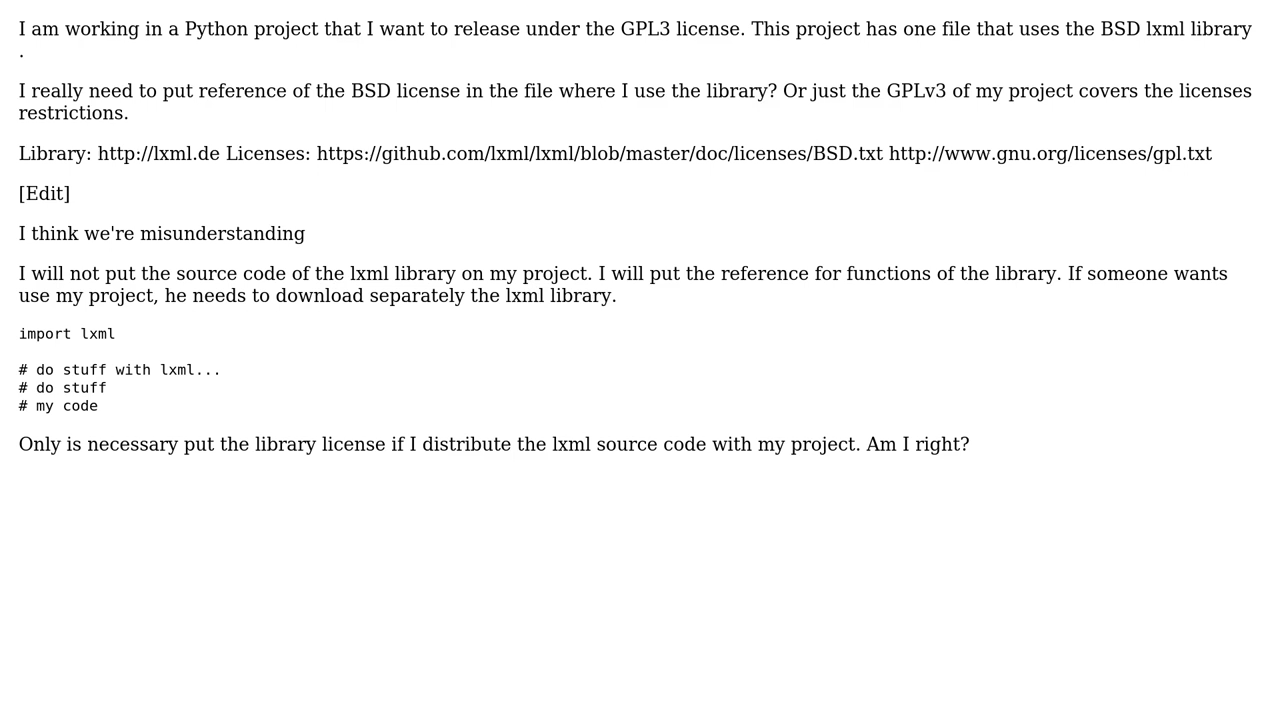 I am working in a Python project that I want to release under the GPL3 license. This project has one file that uses the BSD lxml library
.
I really need to put reference of the BSD license in the file where I use the library? Or just the GPLv3 of my project covers the licenses
restrictions.
Library: http://lxml.de Licenses: https://github.com/lxml/lxml/blob/master/doc/licenses/BSD.txt http://www.gnu.org/licenses/gpl.txt
[Edit]
I think we're misunderstanding
I will not put the source code of the lxml library on my project. I will put the reference for functions of the library. If someone wants
use my project, he needs to download separately the lxml library.
import lxml
# do stuff with lxml...
# do stuff
# my code
Only is necessary put the library license if I distribute the lxml source code with my project. Am I right?